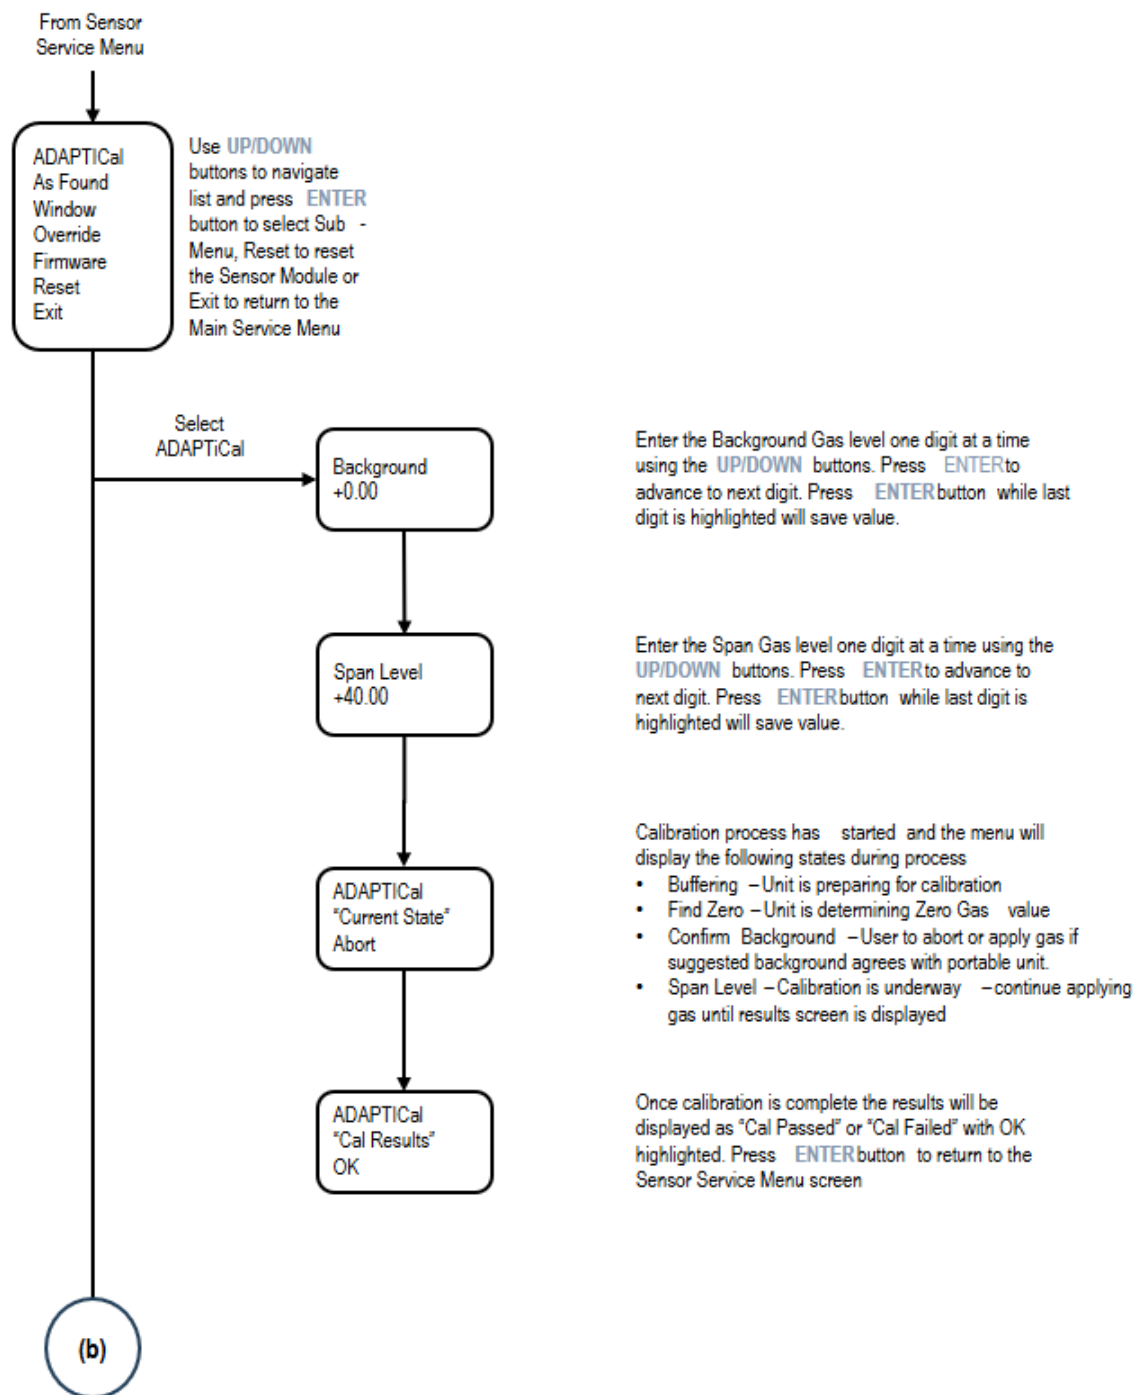 From Sensor
Service Menu
ADAPTICal
As Found
Window
Override
Firmware
Reset
Exit
Use UP/DOWN
buttons to navigate
list and press ENTER
button to select Sub -
Menu, Reset to reset
the Sensor Module or
Exit to return to the
Main Service Menu
Select
ADAPTiCal
Background
+0.00
Enter the Background Gas level one digit at a time
using the UP/DOWN buttons. Press ENTER to
advance to next digit. Press ENTER button while last
digit is highlighted will save value.
Span Level
+40.00
Enter the Span Gas level one digit at a time using the
UP/DOWN buttons. Press ENTER to advance to
next digit. Press ENTER button while last digit is
highlighted will save value.
ADAPTICal
"Current State"
Abort
Calibration process has started and the menu will
display the following states during process
• Buffering – Unit is preparing for calibration
• Find Zero – Unit is determining Zero Gas value
• Confirm Background – User to abort or apply gas if
suggested background agrees with portable unit.
• Span Level – Calibration is underway – continue applying
gas until results screen is displayed
ADAPTICal
"Cal Results"
OK
Once calibration is complete the results will be
displayed as "Cal Passed" or "Cal Failed" with OK
highlighted. Press ENTER button to return to the
Sensor Service Menu screen
(b)